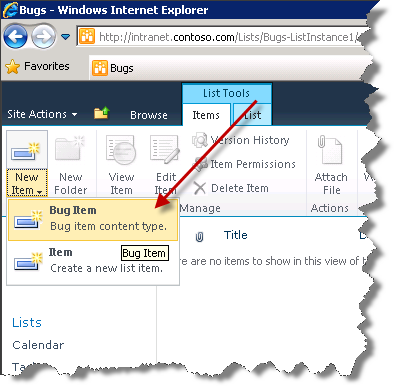 Bugs - Windows Internet Explorer
http://intranet.contoso.com/Lists/Bugs-ListInstance1/
Favorites
Bugs
List Tools
Site Actions
Browse
Items
List
New Item
New Folder
View Item
Edit Item
Version History
Item Permissions
Delete Item
Attach File
Manage
Actions
Bug Item
Bug item content type.
Item
Create a new list item.
Bug Item
Title
are no items to show in this view of
Lists
Calendar